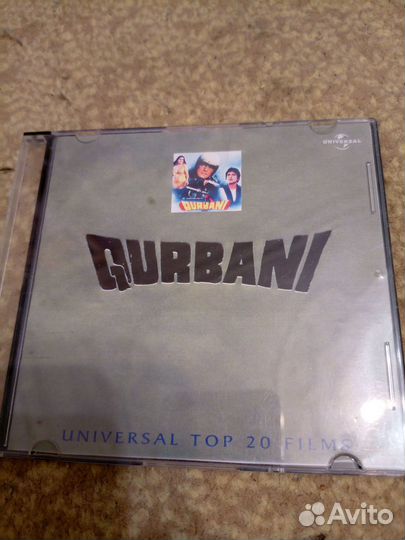 UNIVERSAL
QURBANI
QURBANI
UNIVERSAL TOP 20 FILMS
Avito